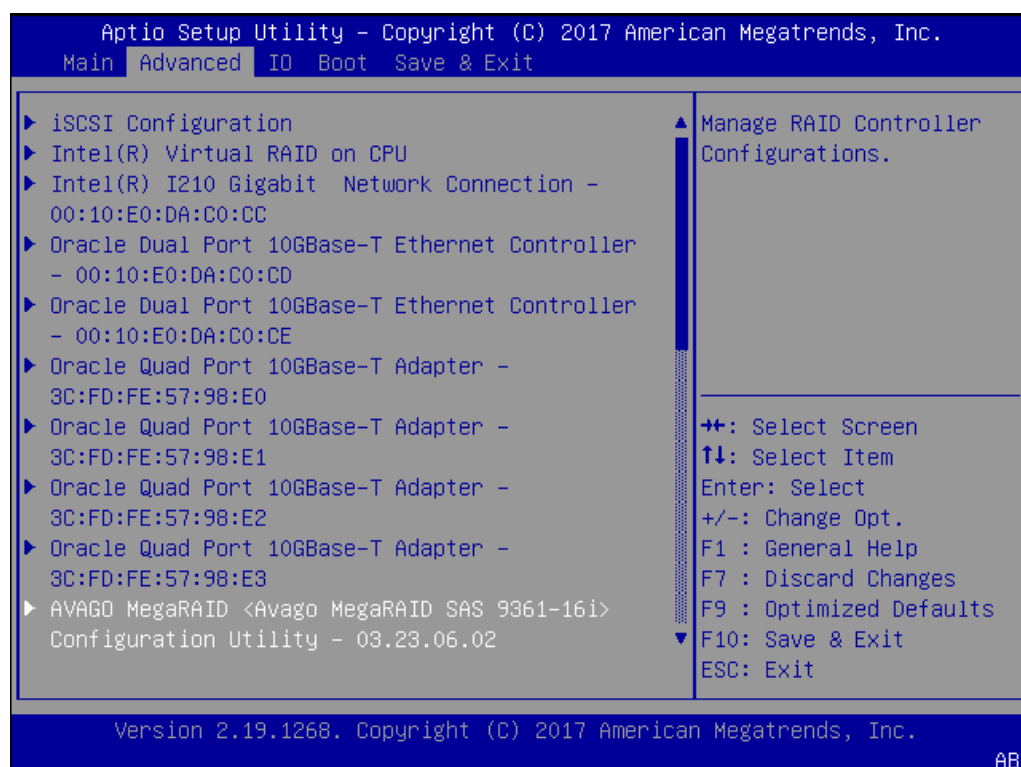 Aptio Setup Utility – Copyright (C) 2017 American Megatrends, Inc.
Main Advanced IO Boot Save & Exit
iSCSI Configuration
Intel(R) Virtual RAID on CPU
Intel(R) I210 Gigabit  Network Connection –
00:10:E0:DA:C0:CC
Oracle Dual Port 10GBase-T Ethernet Controller
– 00:10:E0:DA:C0:CD
Oracle Dual Port 10GBase-T Ethernet Controller
– 00:10:E0:DA:C0:CE
Oracle Quad Port 10GBase-T Adapter –
3C:FD:FE:57:98:E0
Oracle Quad Port 10GBase-T Adapter –
3C:FD:FE:57:98:E1
Oracle Quad Port 10GBase-T Adapter –
3C:FD:FE:57:98:E2
Oracle Quad Port 10GBase-T Adapter –
3C:FD:FE:57:98:E3
AVAGO MegaRAID <Avago MegaRAID SAS 9361-16i>
Configuration Utility – 03.23.06.02
Manage RAID Controller
Configurations.
→←: Select Screen
↑↓: Select Item
Enter: Select
+/-: Change Opt.
F1 : General Help
F7 : Discard Changes
F9 : Optimized Defaults
F10: Save & Exit
ESC: Exit
Version 2.19.1268. Copyright (C) 2017 American Megatrends, Inc.
AB